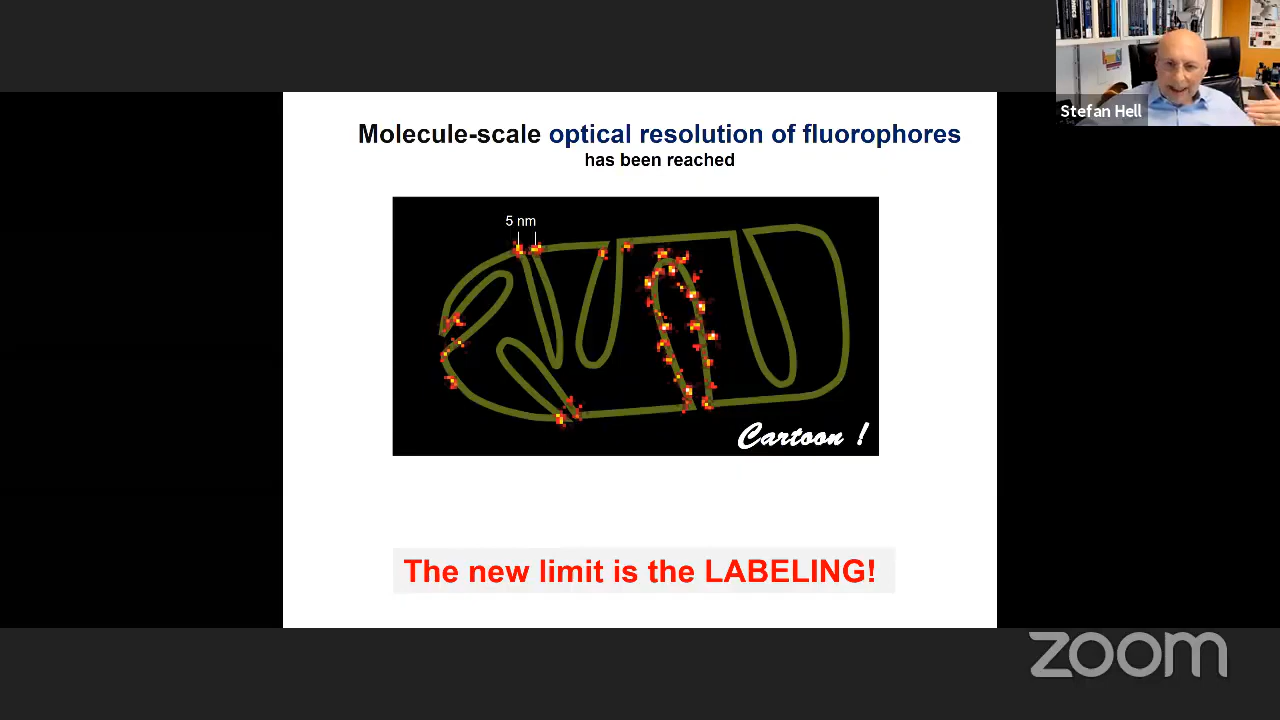 Stefan Hell
Molecule-scale optical resolution of fluorophores
has been reached
5 nm
Cartoon !
The new limit is the LABELING!
zoom